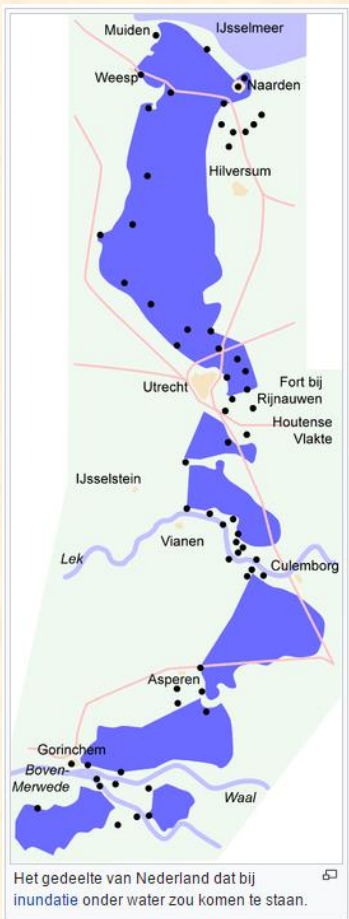 Muiden
IJsselmeer
Weesp
Naarden
Hilversum
Utrecht
Fort bij
Rijnauwen
Houtense
Vlakte
IJsselstein
Vianen
Lek
Culemborg
Asperen
Gorinchem
Boven-
Merwede
Waal
Het gedeelte van Nederland dat bij
inundatie onder water zou komen te staan.